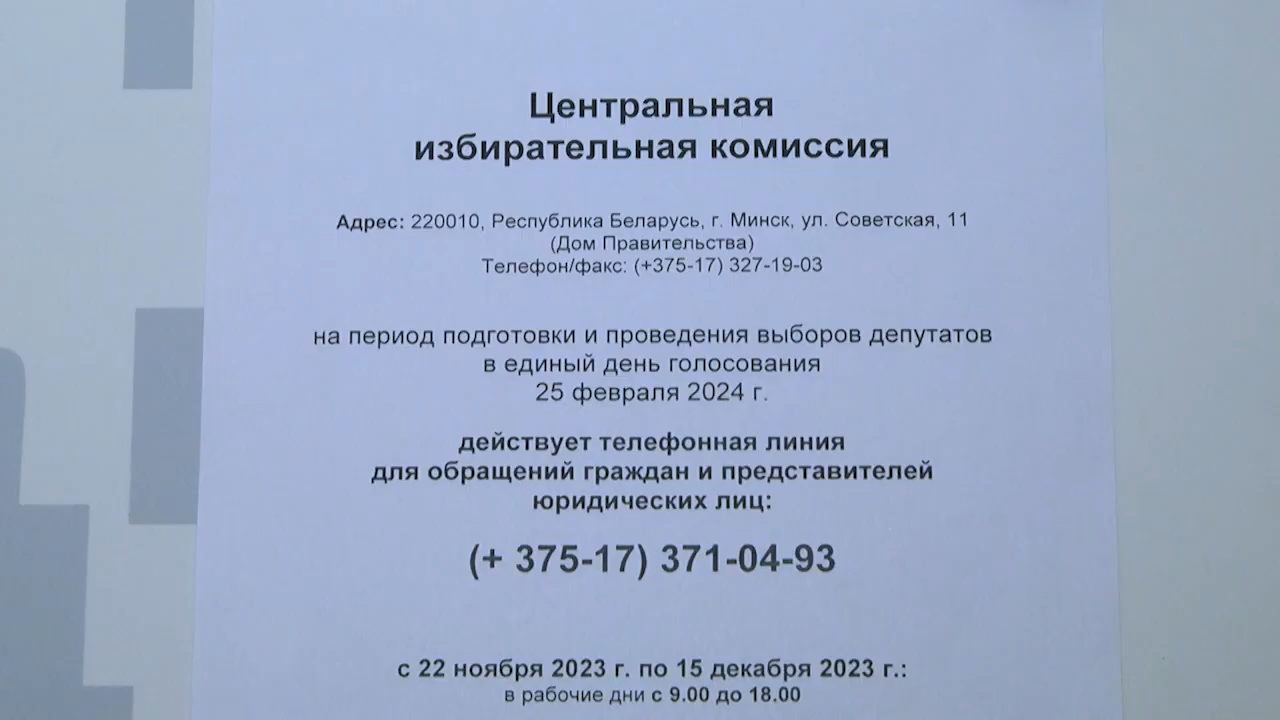 Центральная
избирательная комиссия
Адрес: 220010, Республика Беларусь, г. Минск, ул. Советская, 11
(Дом Правительства)
Телефон/факс: (+375-17) 327-19-03
на период подготовки и проведения выборов депутатов
в единый день голосования
25 февраля 2024 г.
действует телефонная линия
для обращений граждан и представителей
юридических лиц:
(+ 375-17) 371-04-93
с 22 ноября 2023 г. по 15 декабря 2023 г.:
в рабочие дни с 9.00 до 18.00